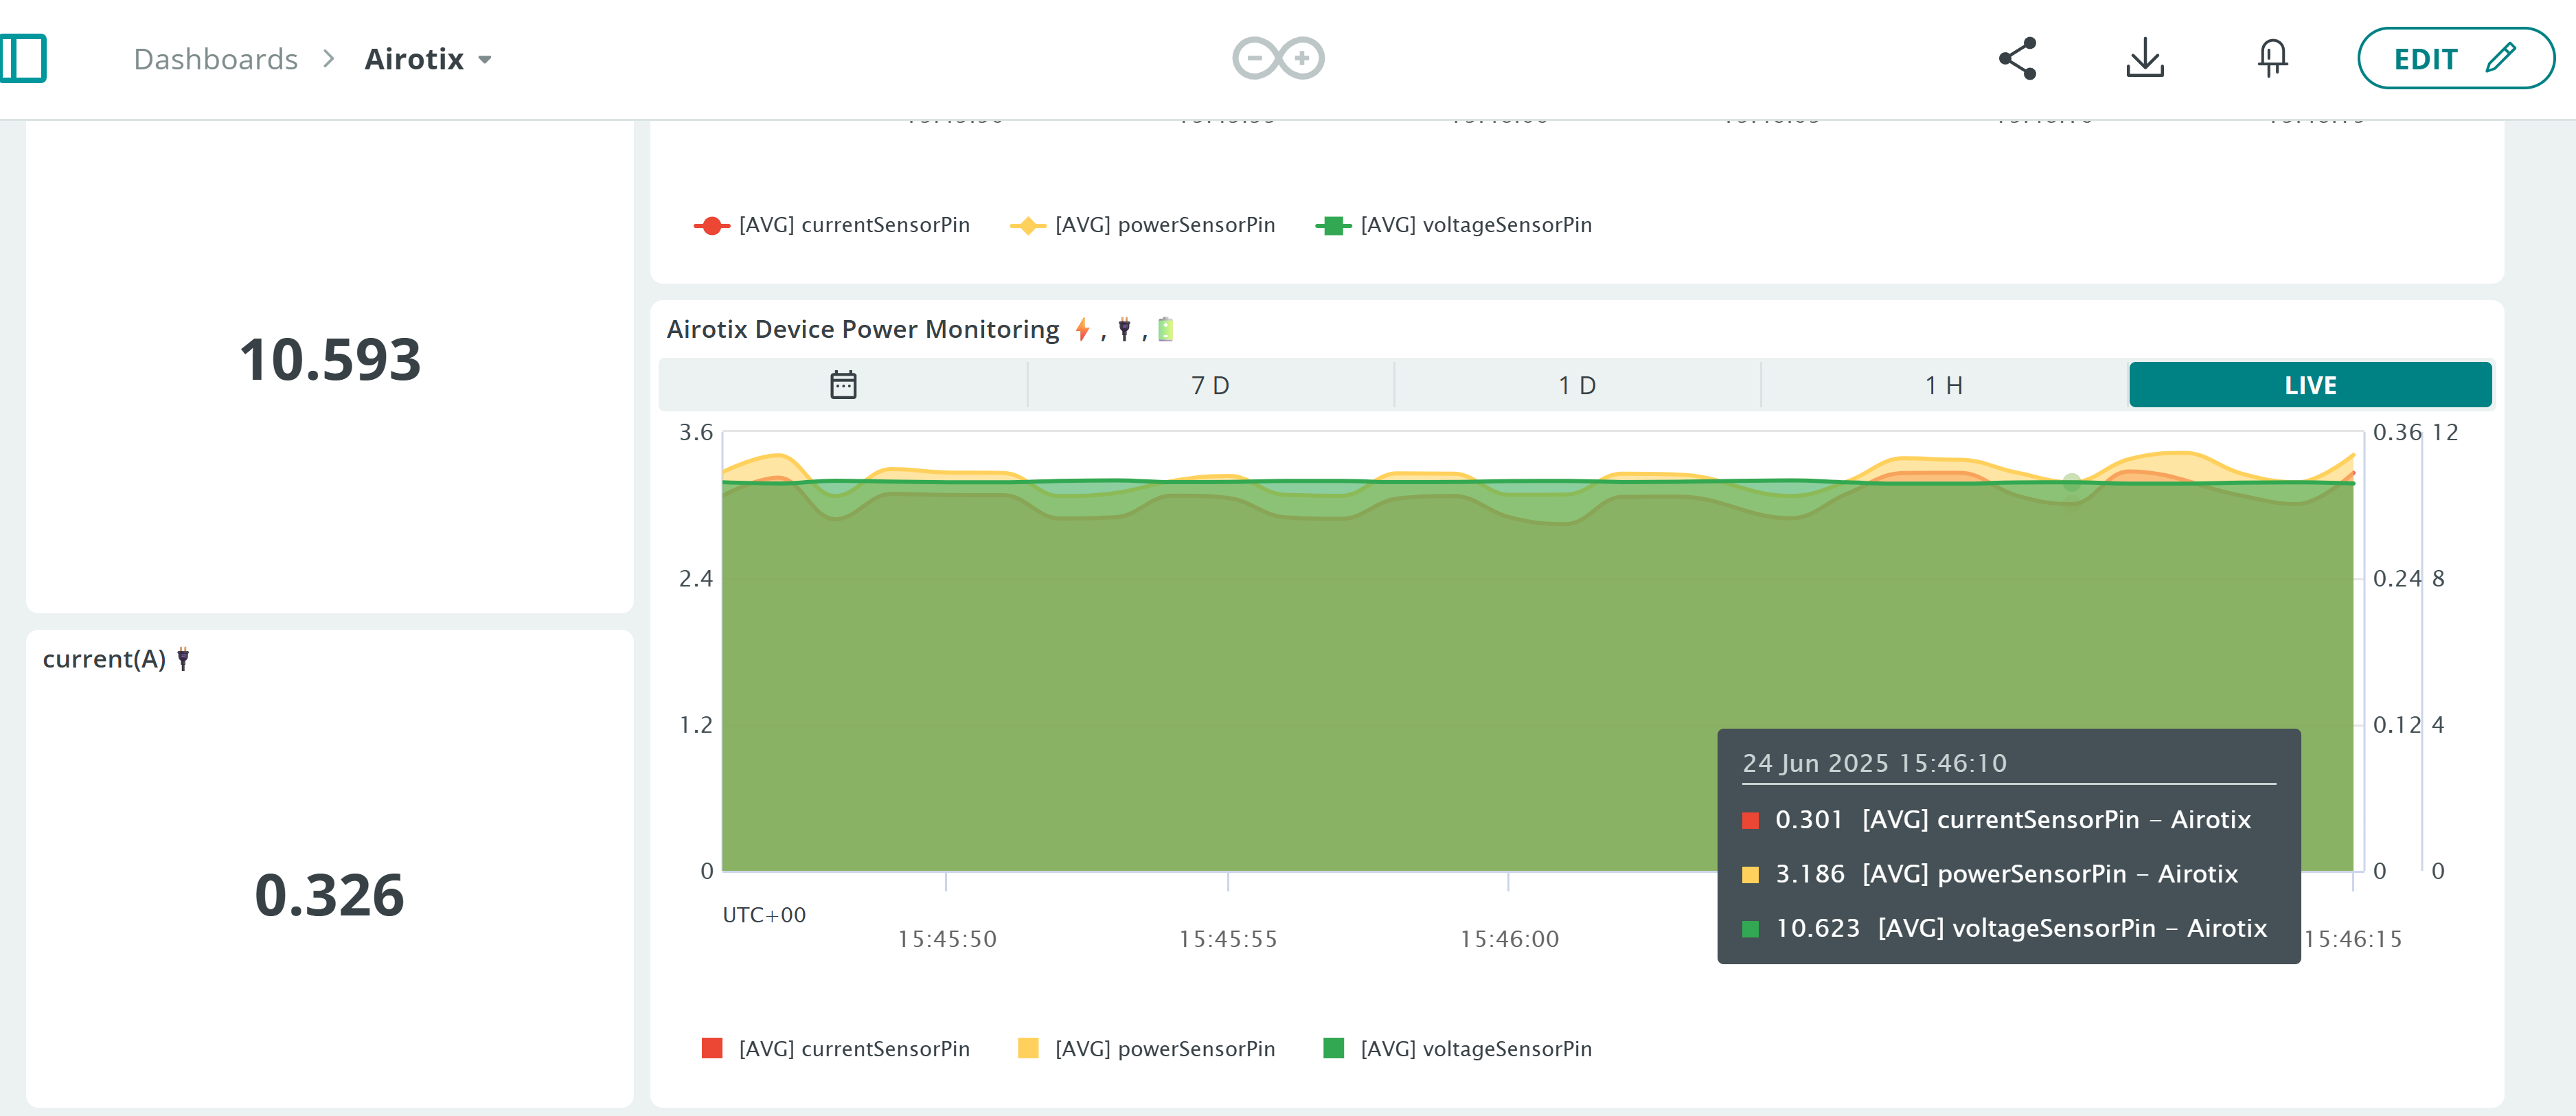 Dashboards > Airotix
EDIT
[AVG] currentSensorPin [AVG] powerSensorPin [AVG] voltageSensorPin
10.593
Airotix Device Power Monitoring ⚡, 🔌, 🔋
7 D 1 D 1 H LIVE
3.6 0.36 12
2.4 0.24 8
1.2 0.12 4
0 0 0
UTC+00
15:45:50 15:45:55 15:46:00 15:46:15
24 Jun 2025 15:46:10
0.301 [AVG] currentSensorPin – Airotix
3.186 [AVG] powerSensorPin – Airotix
10.623 [AVG] voltageSensorPin – Airotix
[AVG] currentSensorPin [AVG] powerSensorPin [AVG] voltageSensorPin
current(A) 🔌
0.326